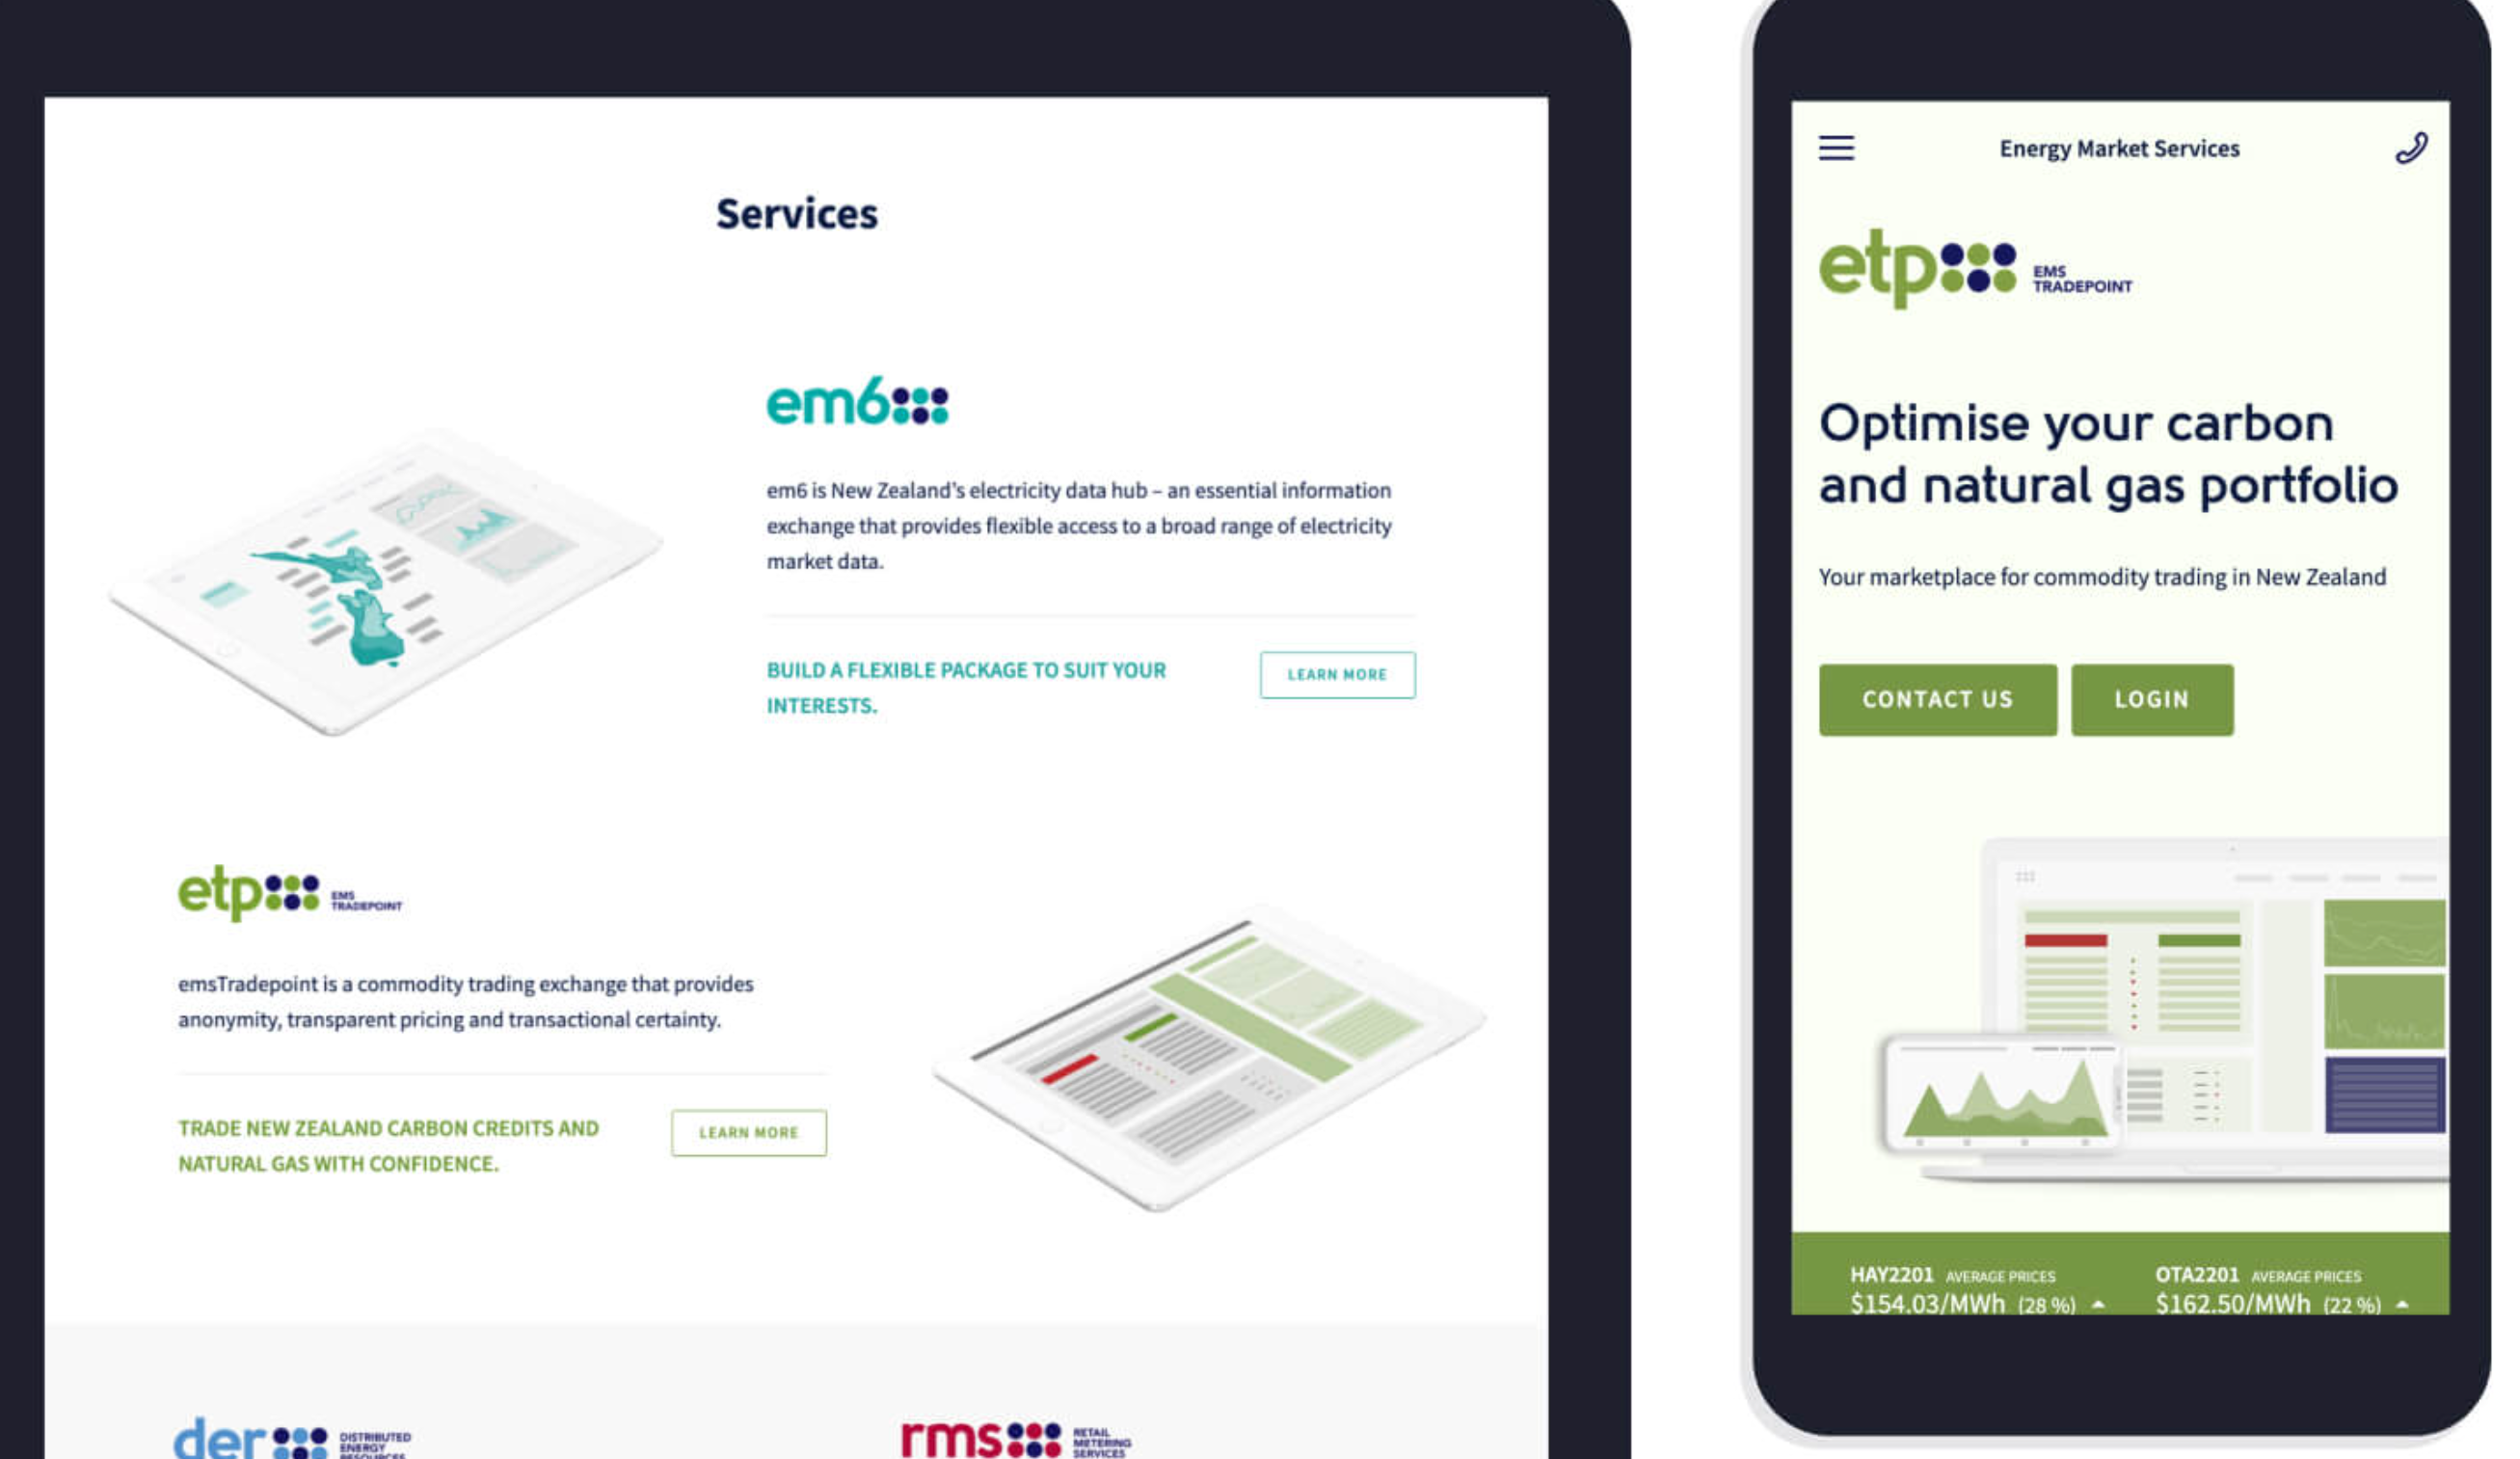 Services
em6
em6 is New Zealand's electricity data hub – an essential information
exchange that provides flexible access to a broad range of electricity
market data.
BUILD A FLEXIBLE PACKAGE TO SUIT YOUR
INTERESTS.
LEARN MORE
etp
EMS
TRADEPOINT
emsTradepoint is a commodity trading exchange that provides
anonymity, transparent pricing and transactional certainty.
TRADE NEW ZEALAND CARBON CREDITS AND
NATURAL GAS WITH CONFIDENCE.
LEARN MORE
der
DISTRIBUTED
ENERGY
RESOURCES
rms
RETAIL
METERING
SERVICES
Energy Market Services
etp
EMS
TRADEPOINT
Optimise your carbon
and natural gas portfolio
Your marketplace for commodity trading in New Zealand
CONTACT US
LOGIN
HAY2201 AVERAGE PRICES
$154.03/MWh (28 %)
OTA2201 AVERAGE PRICES
$162.50/MWh (22 %)